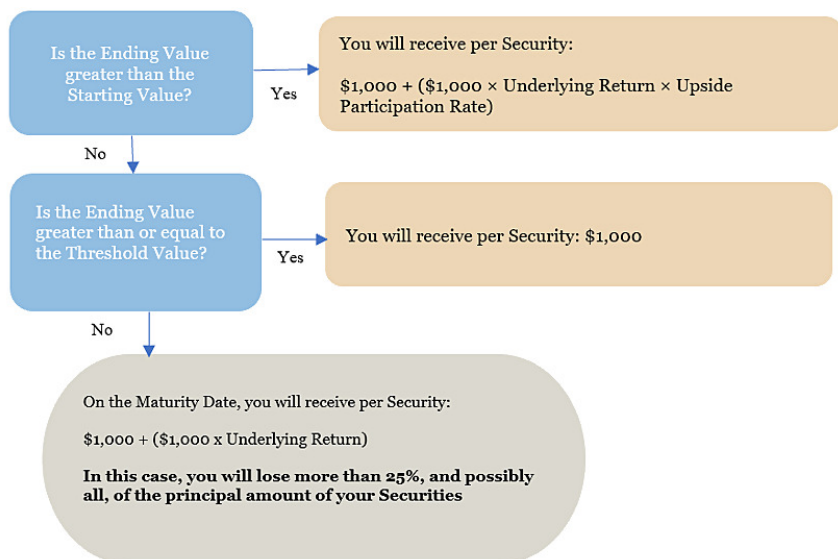 Is the Ending Value
greater than the
Starting Value?
Yes
You will receive per Security:
$1,000 + ($1,000 × Underlying Return × Upside
Participation Rate)
No
Is the Ending Value
greater than or equal to
the Threshold Value?
Yes
You will receive per Security: $1,000
No
On the Maturity Date, you will receive per Security:
$1,000 + ($1,000 x Underlying Return)
In this case, you will lose more than 25%, and possibly
all, of the principal amount of your Securities